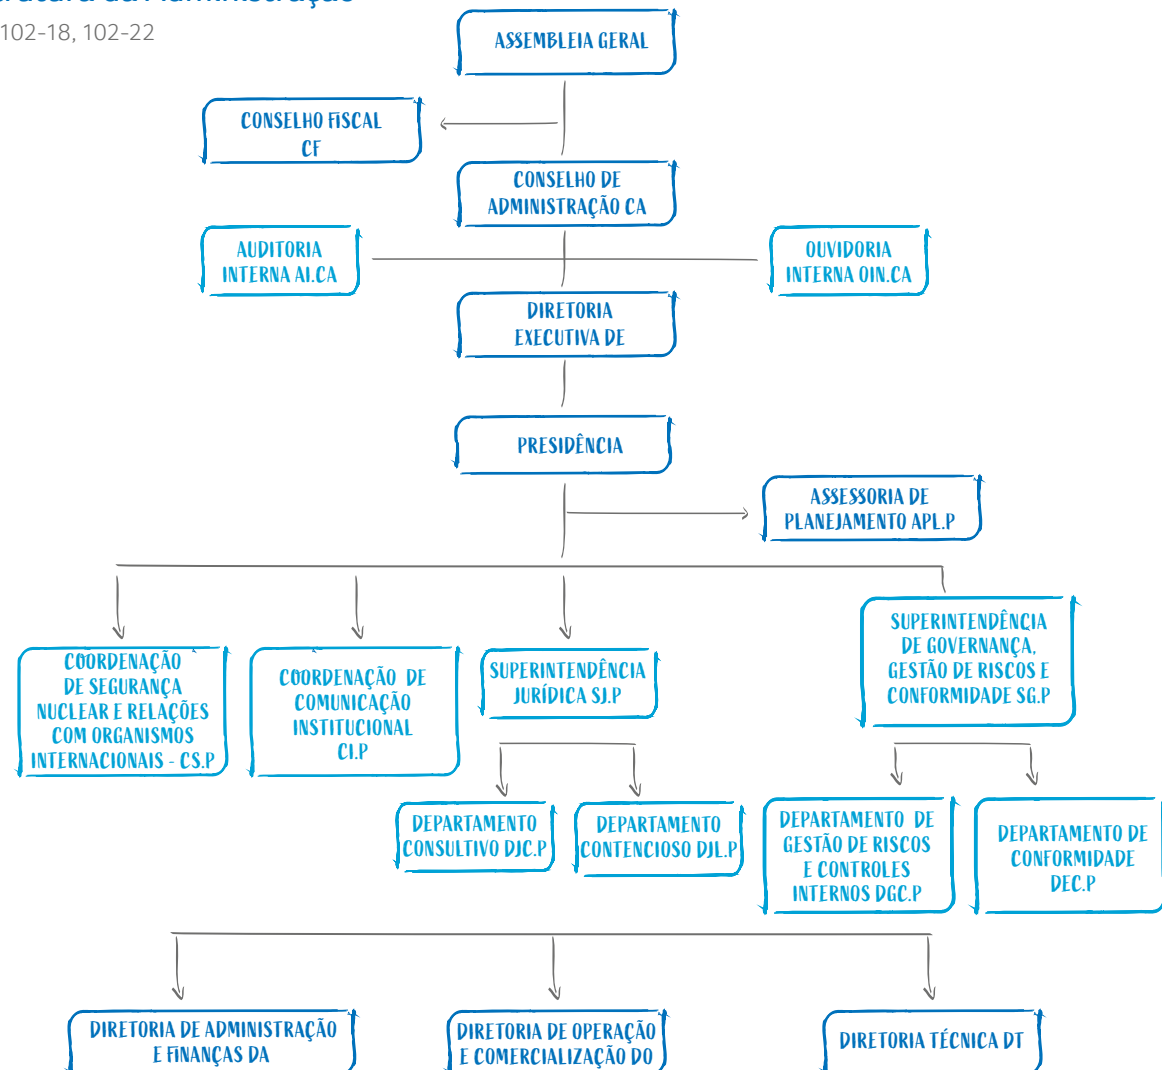 da Administração
102-18, 102-22
ASSEMBLEIA GERAL
CONSELHO FISCAL
CF
CONSELHO DE
ADMINISTRAÇÃO CA
AUDITORIA
INTERNA AI.CA
OUVIDORIA
INTERNA OIN.CA
DIRETORIA
EXECUTIVA DE
PRESIDÊNCIA
ASSESSORIA DE
PLANEJAMENTO APL.P
COORDENAÇÃO
DE SEGURANÇA
NUCLEAR E RELAÇÕES
COM ORGANISMOS
INTERNACIONAIS - CS.P
COORDENAÇÃO DE
COMUNICAÇÃO
INSTITUCIONAL
CI.P
SUPERINTENDÊNCIA
JURÍDICA SJ.P
SUPERINTENDÊNCIA
DE GOVERNANÇA,
GESTÃO DE RISCOS E
CONFORMIDADE SG.P
DEPARTAMENTO
CONSULTIVO DJC.P
DEPARTAMENTO
CONTENCIOSO DJL.P
DEPARTAMENTO DE
GESTÃO DE RISCOS
E CONTROLES
INTERNOS DGC.P
DEPARTAMENTO DE
CONFORMIDADE
DEC.P
DIRETORIA DE ADMINISTRAÇÃO
E FINANÇAS DA
DIRETORIA DE OPERAÇÃO
E COMERCIALIZAÇÃO DO
DIRETORIA TÉCNICA DT